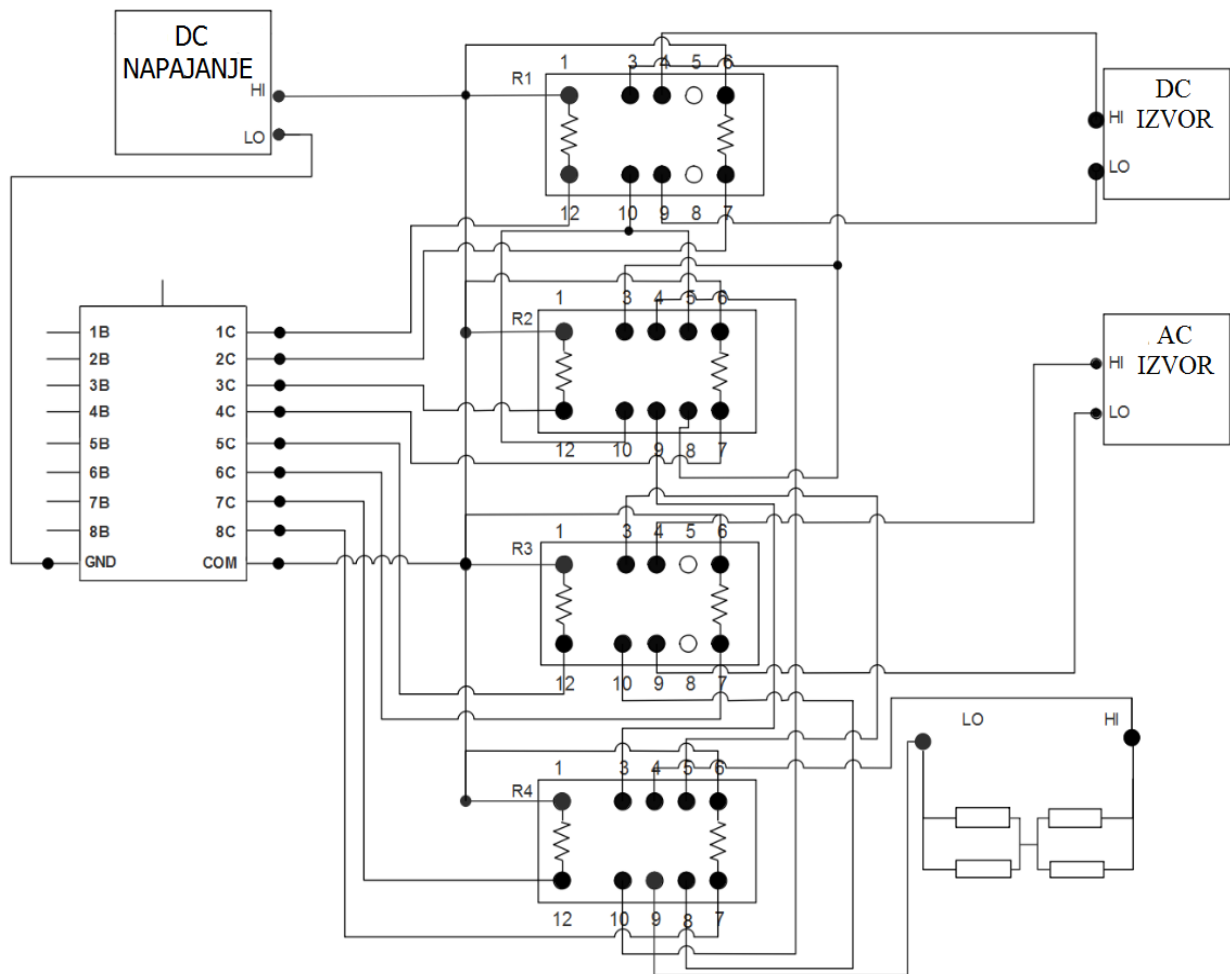 DC
NAPAJANJE
HI
LO
R1
1 3 4 5 6
12 10 9 8 7
DC
IZVOR
HI
LO
1B 1C
2B 2C
3B 3C
4B 4C
5B 5C
6B 6C
7B 7C
8B 8C
GND COM
R2
1 3 4 5 6
12 10 9 8 7
AC
IZVOR
HI
LO
R3
1 3 4 5 6
12 10 9 8 7
LO HI
R4
1 3 4 5 6
12 10 9 8 7